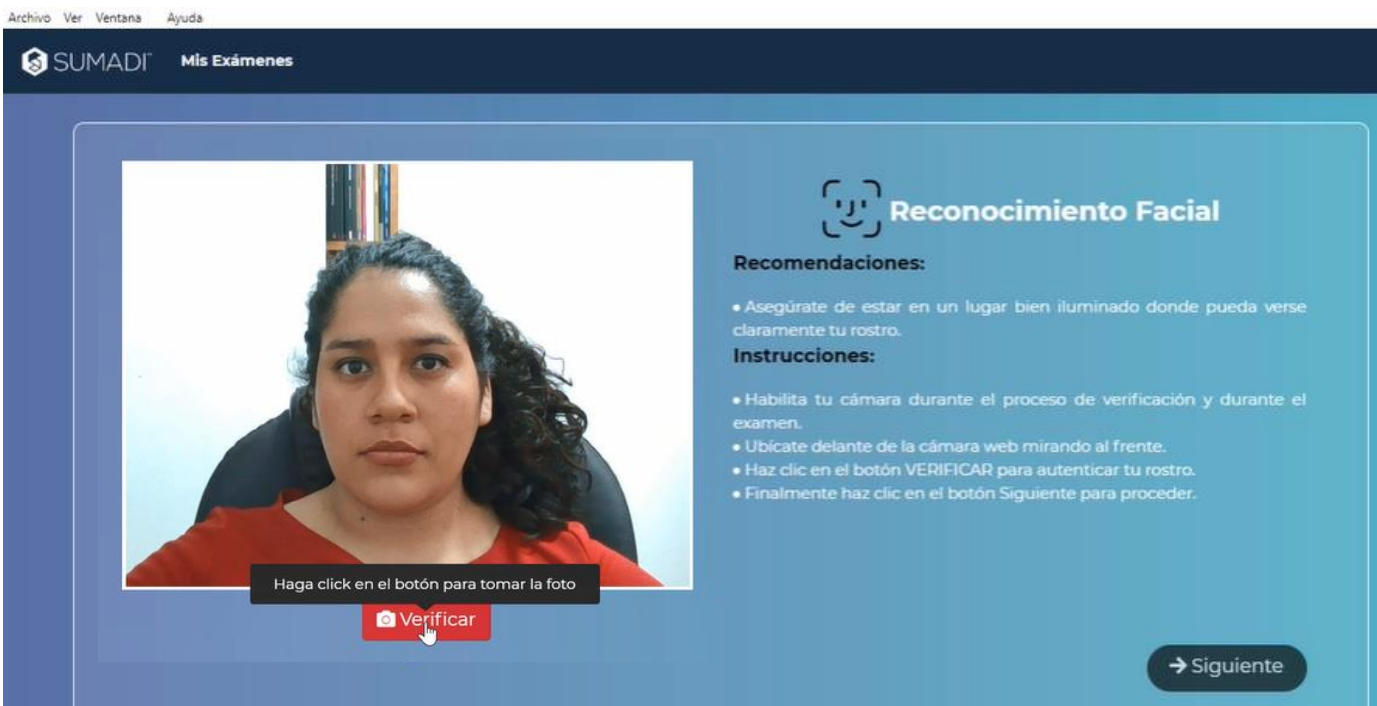 Archivo Ver Ventana Ayuda
SUMADI™ Mis Exámenes
Reconocimiento Facial
Recomendaciones:
• Asegúrate de estar en un lugar bien iluminado donde pueda verse
claramente tu rostro.
Instrucciones:
• Habilita tu cámara durante el proceso de verificación y durante el
examen.
• Ubícate delante de la cámara web mirando al frente.
• Haz clic en el botón VERIFICAR para autenticar tu rostro.
• Finalmente haz clic en el botón Siguiente para proceder.
Haga click en el botón para tomar la foto
Verificar
Siguiente